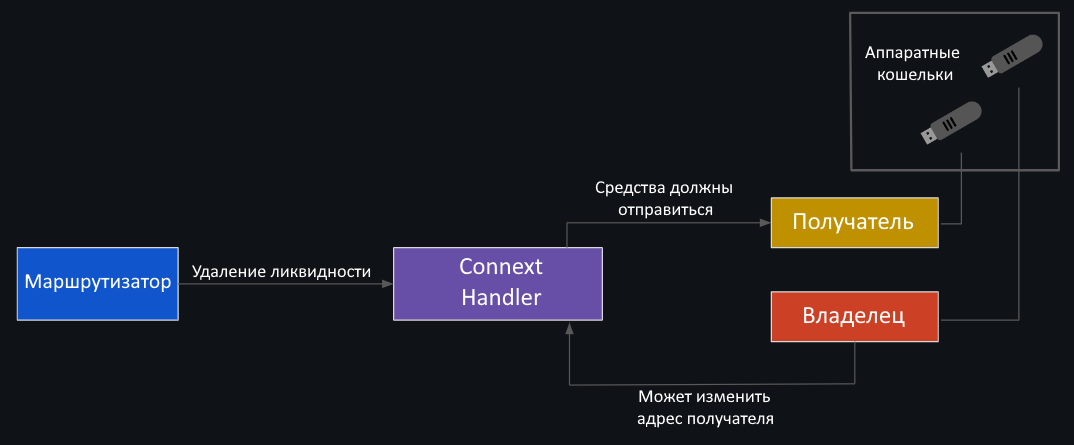 Аппаратные
кошельки
Средства должны
отправиться
Получатель
Маршрутизатор
Удаление ликвидности
Connext
Handler
Владелец
Может изменить
адрес получателя